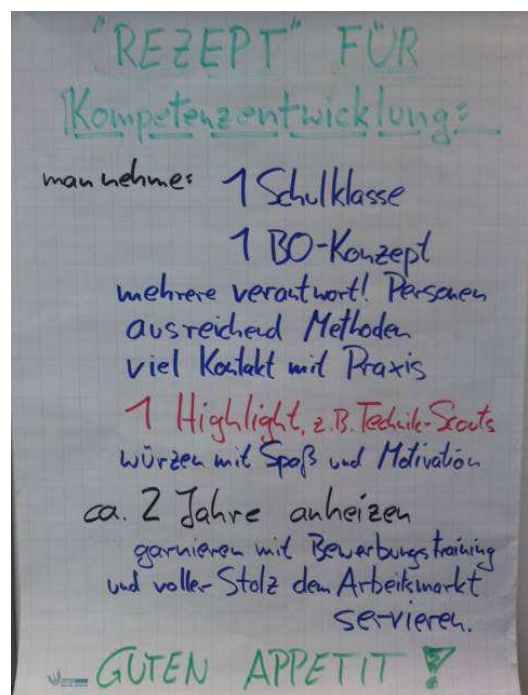 "REZEPT" FÜR
Kompetenzentwicklung:
man nehme: 1 Schulklasse
1 BO-Konzept
mehrere verantwortl. Personen
ausreichend Methoden
viel Kontakt mit Praxis
1 Highlight, z.B. Technik-Scouts
würzen mit Spaß und Motivation
ca. 2 Jahre anheizen
garnieren mit Bewerbungstraining
und voller Stolz dem Arbeitsmarkt
servieren.
GUTEN APPETIT!